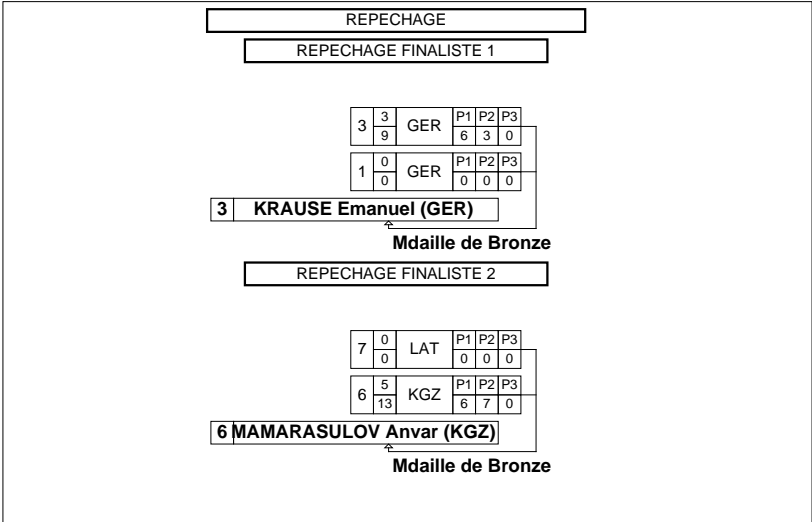 REPECHAGE
REPECHAGE FINALISTE 1
3 3 GER P1 P2 P3
9 6 3 0
1 0 GER P1 P2 P3
0 0 0 0
3 KRAUSE Emanuel (GER)
Mdaille de Bronze
REPECHAGE FINALISTE 2
7 0 LAT P1 P2 P3
0 0 0 0
6 5 KGZ P1 P2 P3
13 6 7 0
6 MAMARASULOV Anvar (KGZ)
Mdaille de Bronze